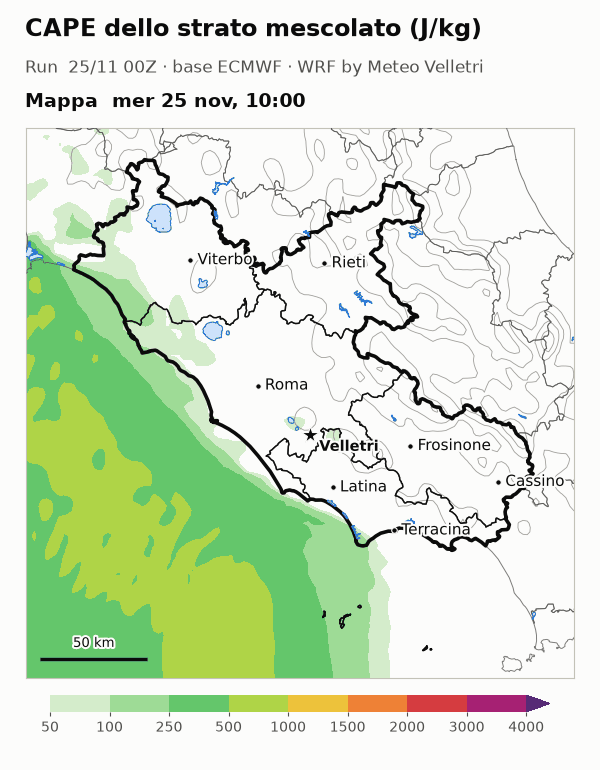 CAPE dello strato mescolato (J/kg)
Run  25/11 00Z · base ECMWF · WRF by Meteo Velletri
Mappa  mer 25 nov, 10:00
Viterbo
Rieti
Roma
Velletri
Frosinone
Cassino
Latina
Terracina
50 km
50 100 250 500 1000 1500 2000 3000 4000